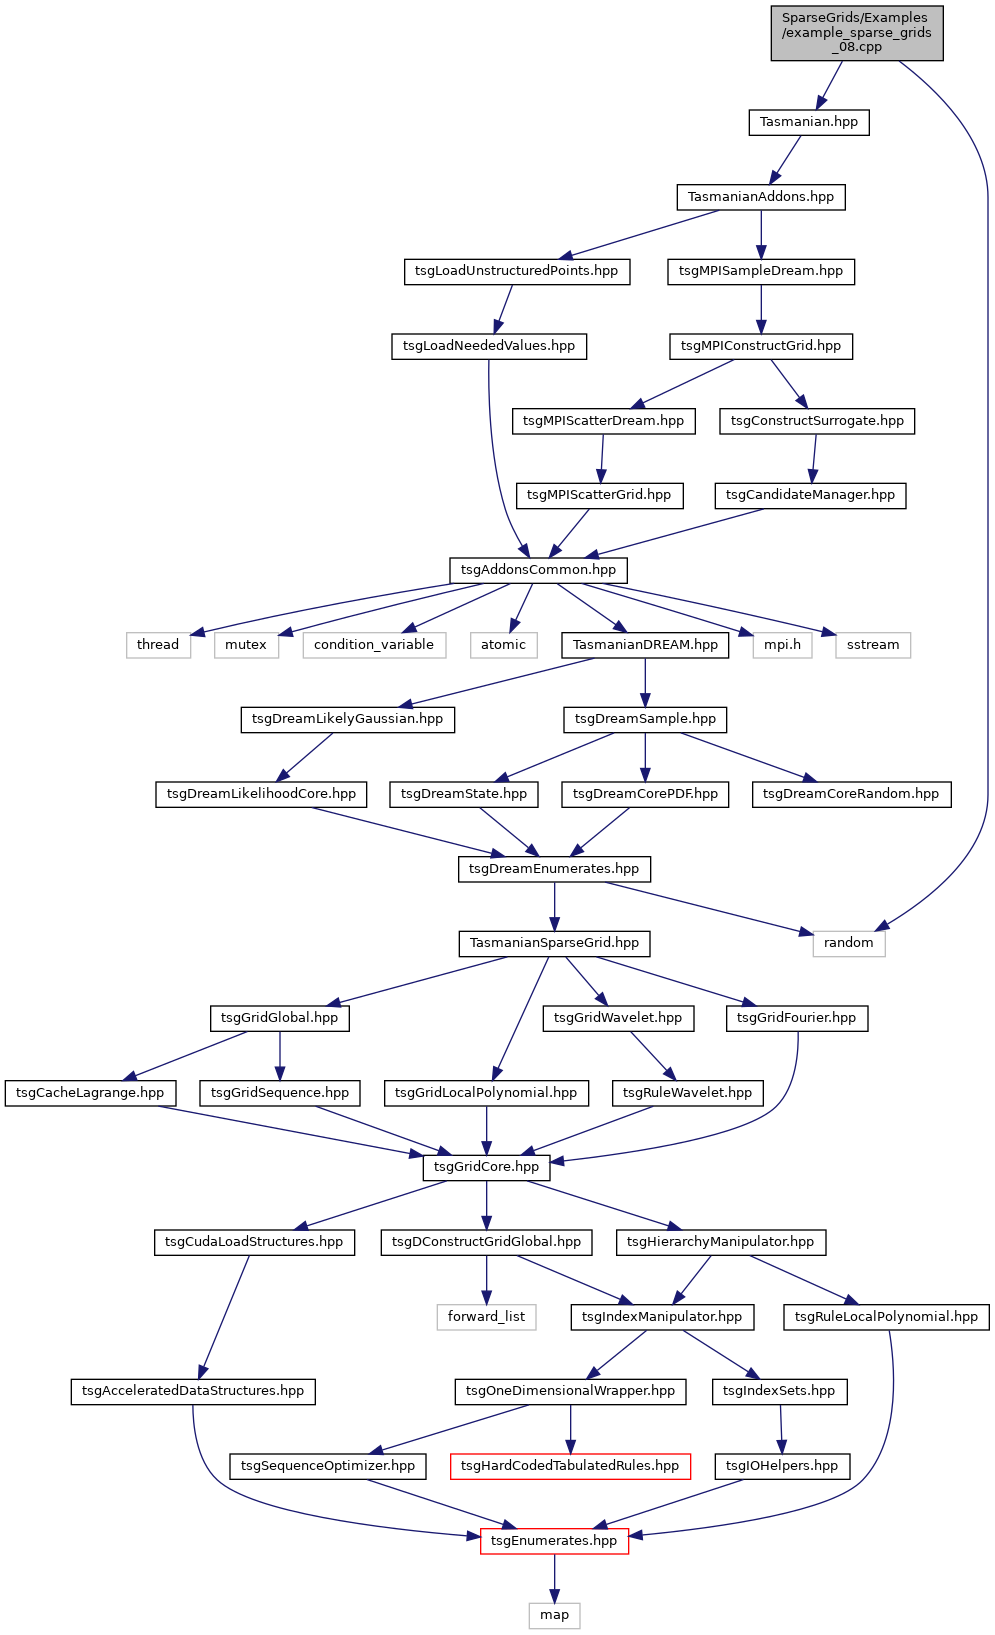 SparseGrids/Examples
/example_sparse_grids
_08.cpp
Tasmanian.hpp
TasmanianAddons.hpp
tsgLoadUnstructuredPoints.hpp
tsgMPISampleDream.hpp
tsgLoadNeededValues.hpp
tsgMPIConstructGrid.hpp
tsgMPIScatterDream.hpp
tsgConstructSurrogate.hpp
tsgMPIScatterGrid.hpp
tsgCandidateManager.hpp
tsgAddonsCommon.hpp
thread
mutex
condition_variable
atomic
TasmanianDREAM.hpp
mpi.h
sstream
tsgDreamLikelyGaussian.hpp
tsgDreamSample.hpp
tsgDreamLikelihoodCore.hpp
tsgDreamState.hpp
tsgDreamCorePDF.hpp
tsgDreamCoreRandom.hpp
tsgDreamEnumerates.hpp
TasmanianSparseGrid.hpp
random
tsgGridGlobal.hpp
tsgGridWavelet.hpp
tsgGridFourier.hpp
tsgCacheLagrange.hpp
tsgGridSequence.hpp
tsgGridLocalPolynomial.hpp
tsgRuleWavelet.hpp
tsgGridCore.hpp
tsgCudaLoadStructures.hpp
tsgDConstructGridGlobal.hpp
tsgHierarchyManipulator.hpp
forward_list
tsgIndexManipulator.hpp
tsgRuleLocalPolynomial.hpp
tsgAcceleratedDataStructures.hpp
tsgOneDimensionalWrapper.hpp
tsgIndexSets.hpp
tsgSequenceOptimizer.hpp
tsgHardCodedTabulatedRules.hpp
tsgIOHelpers.hpp
tsgEnumerates.hpp
map